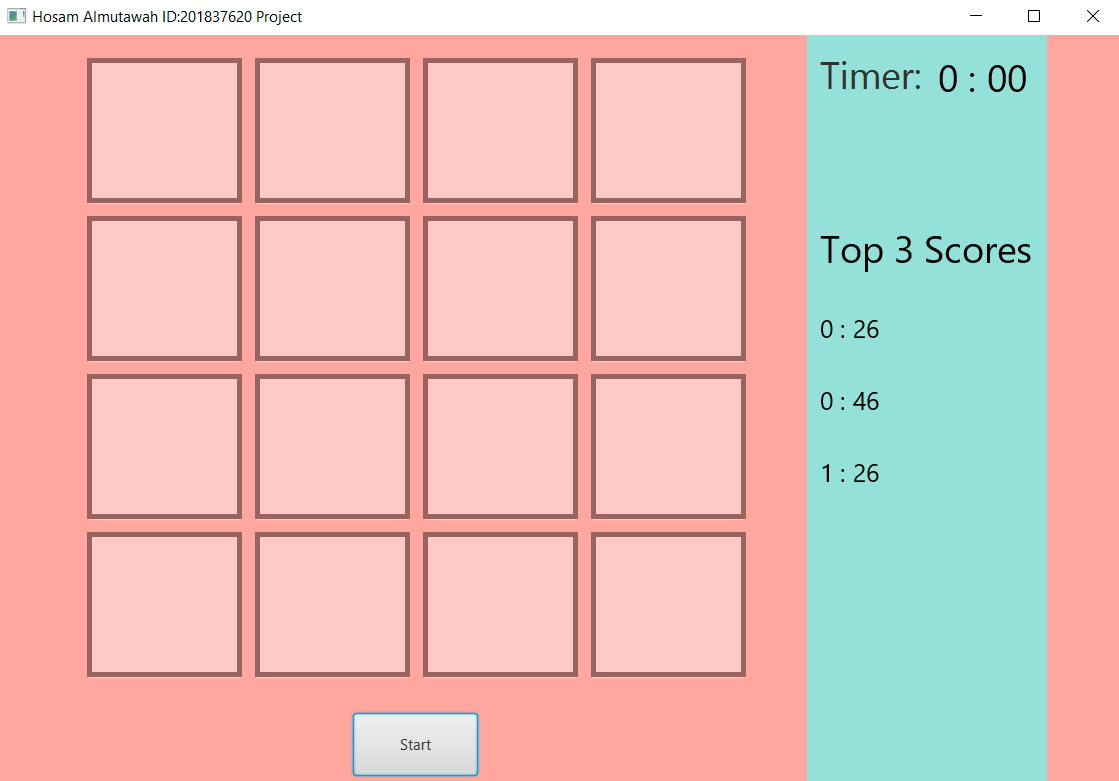 Hosam Almutawah ID:201837620 Project
Timer: 0 : 00
Top 3 Scores
0 : 26
0 : 46
1 : 26
Start